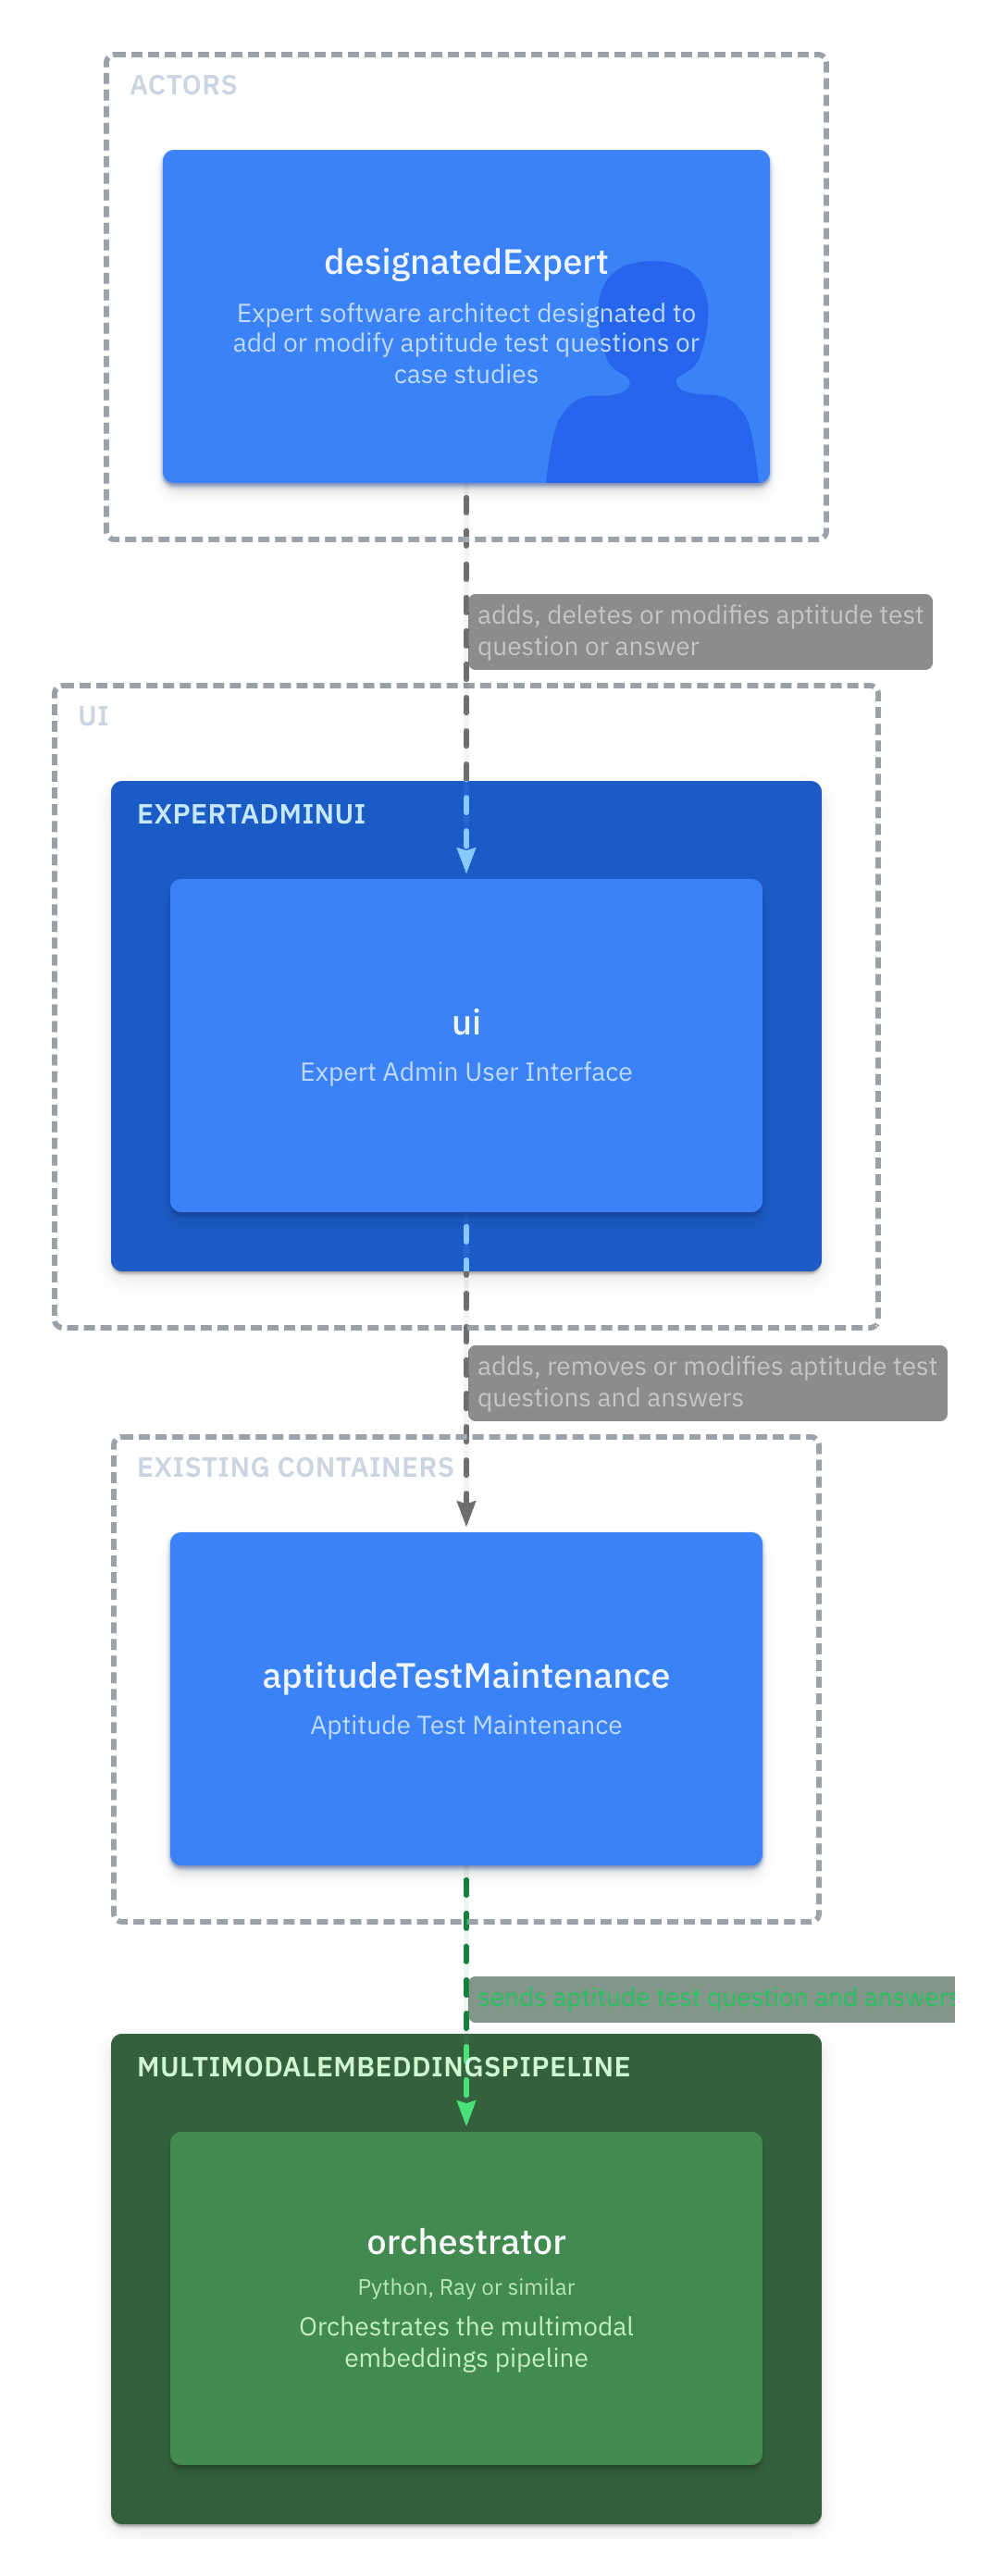 ACTORS
designatedExpert
Expert software architect designated to
add or modify aptitude test questions or
case studies
adds, deletes or modifies aptitude test
question or answer
UI
EXPERTADMINUI
ui
Expert Admin User Interface
adds, removes or modifies aptitude test
questions and answers
EXISTING CONTAINERS
aptitudeTestMaintenance
Aptitude Test Maintenance
sends aptitude test question and answers
MULTIMODALEMBEDDINGSPIPELINE
orchestrator
Python, Ray or similar
Orchestrates the multimodal
embeddings pipeline